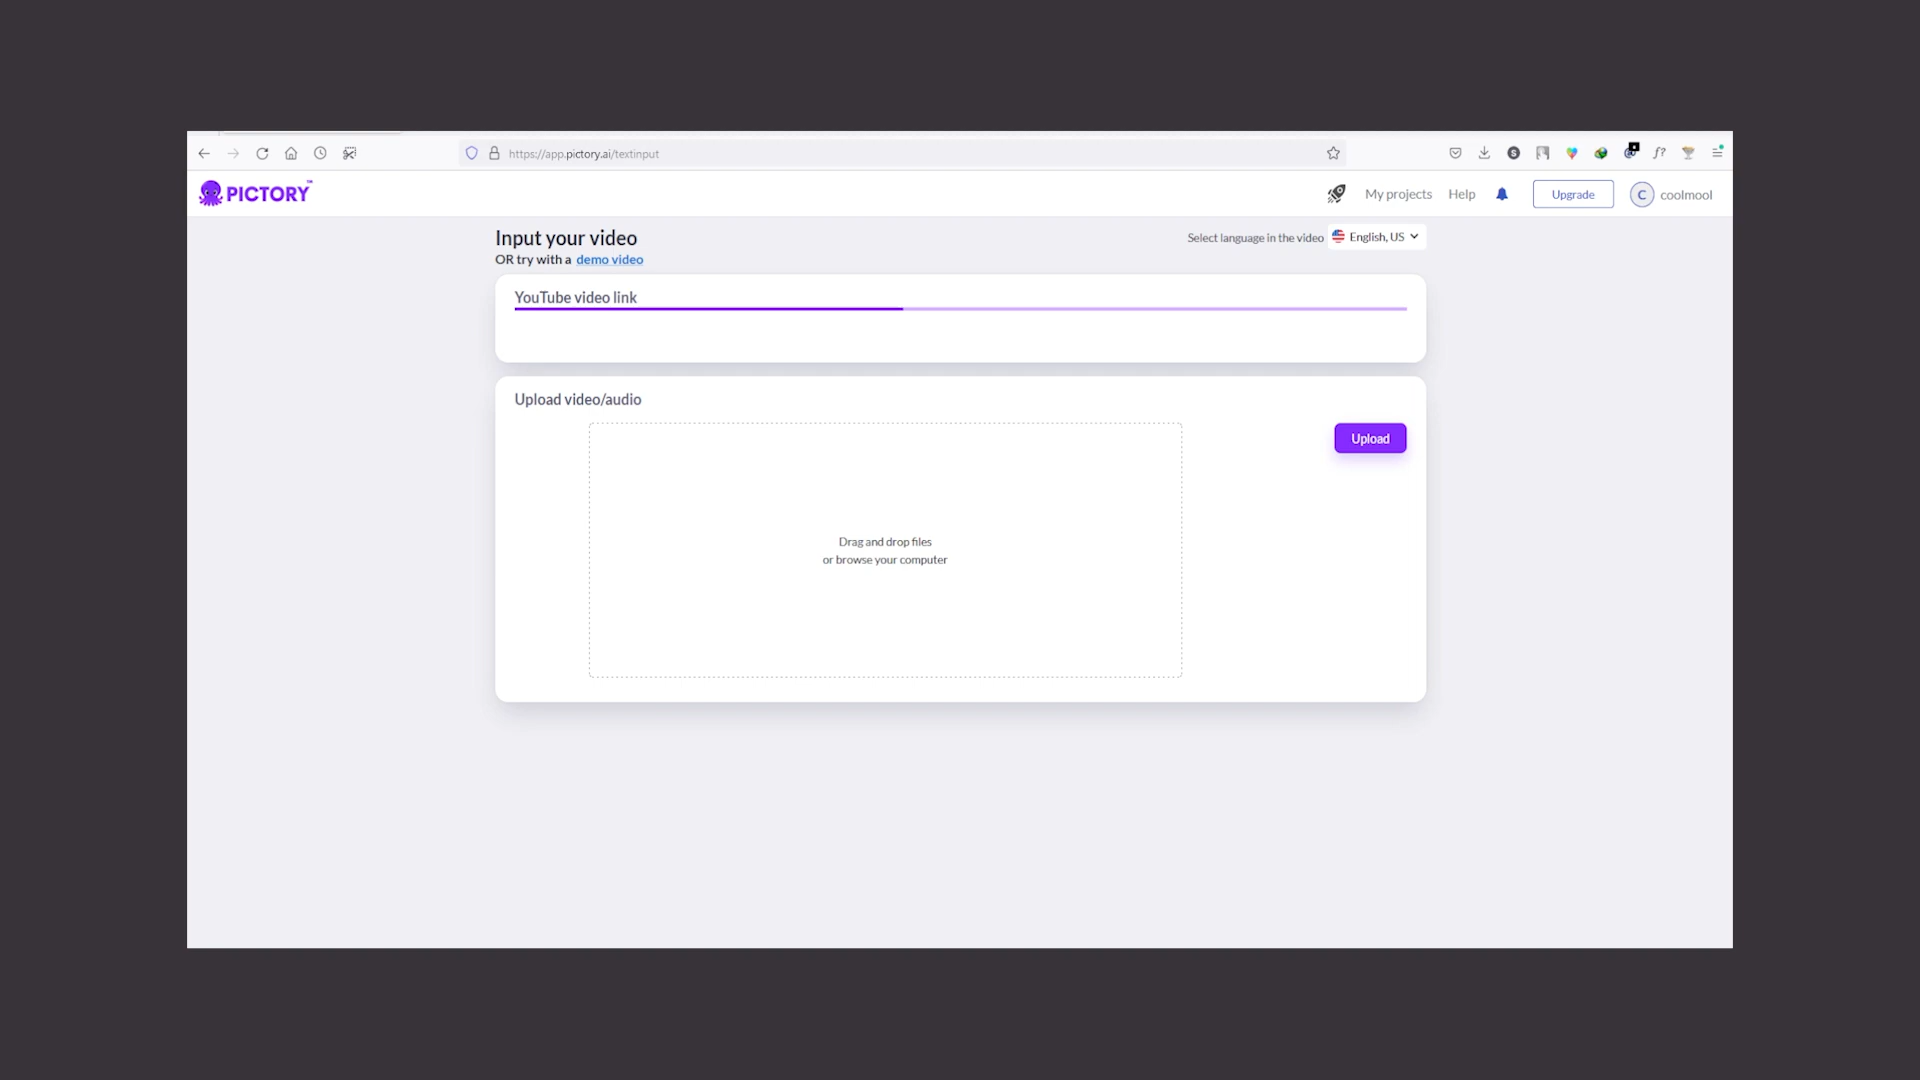 https://app.pictory.ai/textinput
S
f?
PICTORY™
My projects
Help
Upgrade
C
coolmool
Input your video
Select language in the video
English, US
OR try with a demo video
YouTube video link
Upload video/audio
Upload
Drag and drop files
or browse your computer